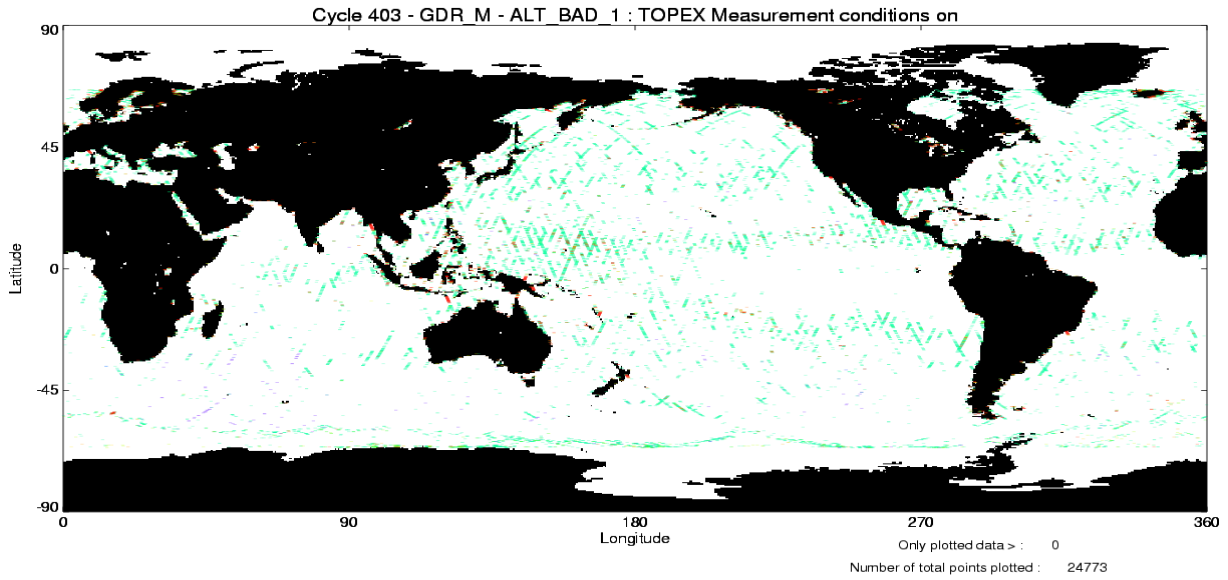 Cycle 403 - GDR_M - ALT_BAD_1 : TOPEX Measurement conditions on
90
45
0
-45
-90
Latitude
0 90 180 270 360
Longitude
Only plotted data > : 0
Number of total points plotted : 24773